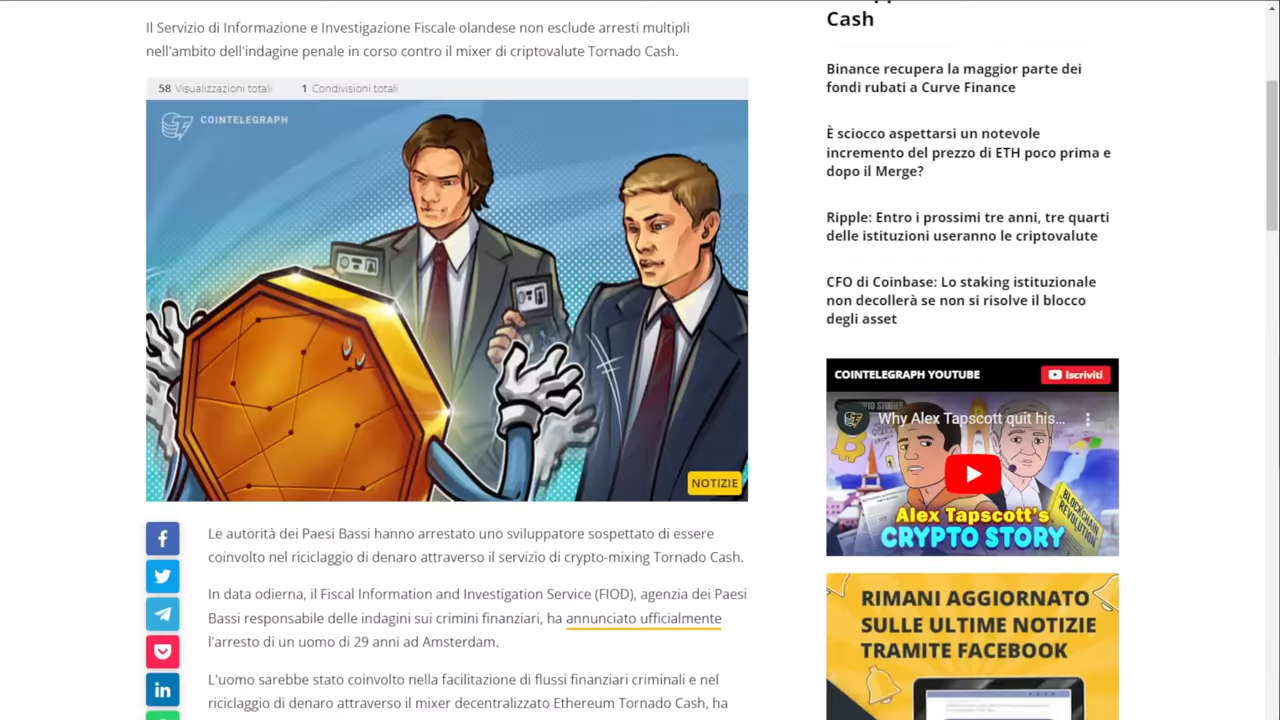 Il Servizio di Informazione e Investigazione Fiscale olandese non esclude arresti multipli
nell'ambito dell'indagine penale in corso contro il mixer di criptovalute Tornado Cash.
58 Visualizzazioni totali
1 Condivisioni totali
COINTELEGRAPH
NOTIZIE
Le autorità dei Paesi Bassi hanno arrestato uno sviluppatore sospettato di essere
coinvolto nel riciclaggio di denaro attraverso il servizio di crypto-mixing Tornado Cash.
In data odierna, il Fiscal Information and Investigation Service (FIOD), agenzia dei Paesi
Bassi responsabile delle indagini sui crimini finanziari, ha annunciato ufficialmente
l'arresto di un uomo di 29 anni ad Amsterdam.
L'uomo sarebbe stato coinvolto nella facilitazione di flussi finanziari criminali e nel
riciclaggio di denaro attraverso il mixer decentralizzato Ethereum Tornado Cash, ha
Cash
Binance recupera la maggior parte dei
fondi rubati a Curve Finance
È sciocco aspettarsi un notevole
incremento del prezzo di ETH poco prima e
dopo il Merge?
Ripple: Entro i prossimi tre anni, tre quarti
delle istituzioni useranno le criptovalute
CFO di Coinbase: Lo staking istituzionale
non decollerà se non si risolve il blocco
degli asset
COINTELEGRAPH YOUTUBE
Iscriviti
Why Alex Tapscott quit his...
BLOCKCHAIN
REVOLUTION
Alex Tapscott's
CRYPTO STORY
RIMANI AGGIORNATO
SULLE ULTIME NOTIZIE
TRAMITE FACEBOOK